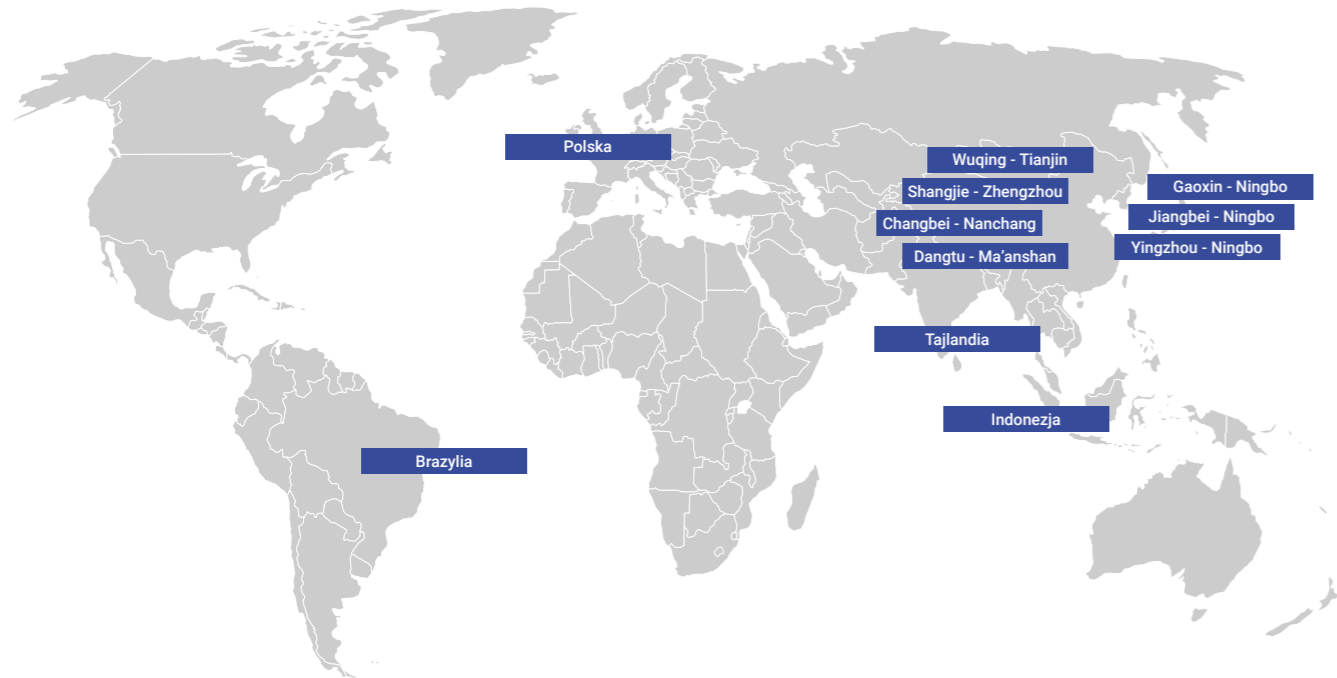 Polska
Wuqing - Tianjin
Shangjie - Zhengzhou
Gaoxin - Ningbo
Changbei - Nanchang
Jiangbei - Ningbo
Dangtu - Ma’anshan
Yingzhou - Ningbo
Tajlandia
Indonezja
Brazylia